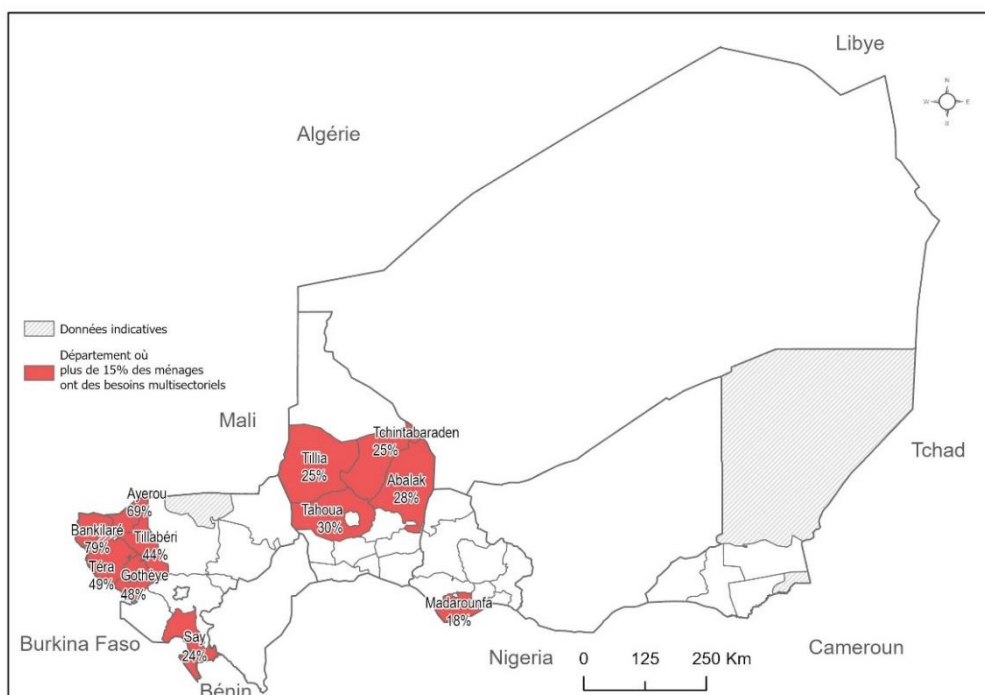 Libye
N
W
E
S
Algérie
Données indicatives
Département où
plus de 15% des ménages
ont des besoins multisectoriels
Mali
Tchad
Tchintabaraden
25%
Tillia
25%
Abalak
28%
Tahoua
30%
Ayerou
69%
Bankilaré
79%
Tillabéri
44%
Téra
49%
Gothèye
48%
Madarounfa
18%
Say
24%
Burkina Faso
Bénin
Nigeria
Cameroun
0 125 250 Km